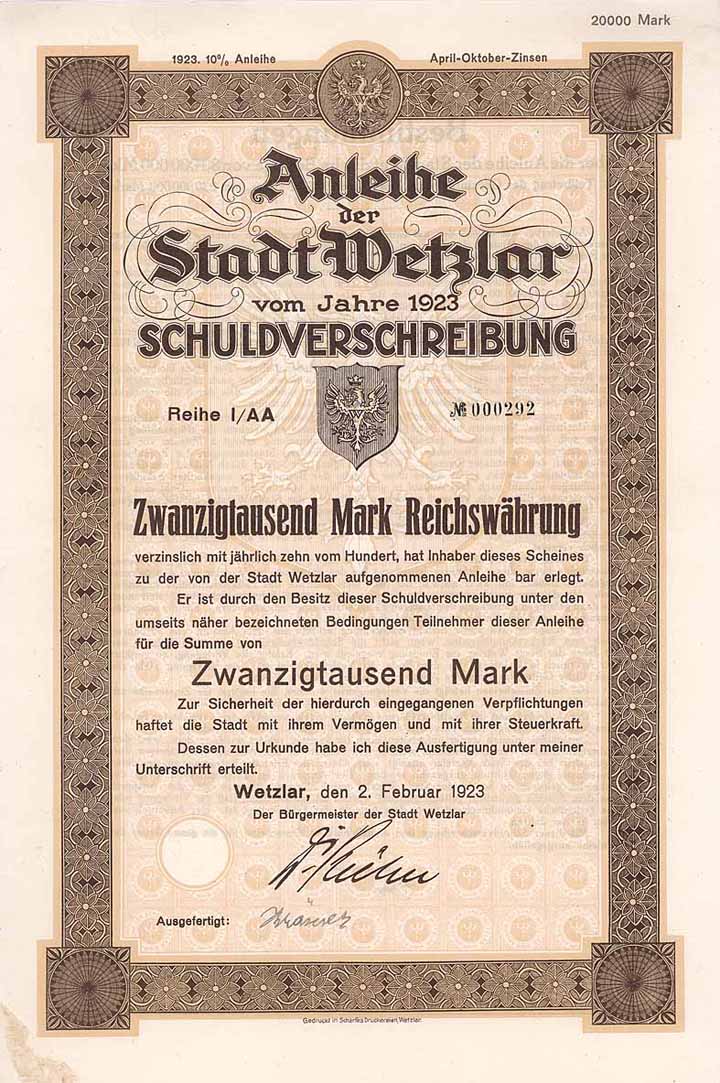 20000 Mark
1923. 10% Anleihe
April-Oktober-Zinsen
Anleihe
der
Stadt Wetzlar
vom Jahre 1923
SCHULDVERSCHREIBUNG
Reihe I/AA
№ 000292
Zwanzigtausend Mark Reichswährung
verzinslich mit jährlich zehn vom Hundert, hat Inhaber dieses Scheines
zu der von der Stadt Wetzlar aufgenommenen Anleihe bar erlegt.
Er ist durch den Besitz dieser Schuldverschreibung unter den
umseits näher bezeichneten Bedingungen Teilnehmer dieser Anleihe
für die Summe von
Zwanzigtausend Mark
Zur Sicherheit der hierdurch eingegangenen Verpflichtungen
haftet die Stadt mit ihrem Vermögen und mit ihrer Steuerkraft.
Dessen zur Urkunde habe ich diese Ausfertigung unter meiner
Unterschrift erteilt.
Wetzlar, den 2. Februar 1923
Der Bürgermeister der Stadt Wetzlar
Ausgefertigt:
Gedruckt in Scharfes Druckereien, Wetzlar.